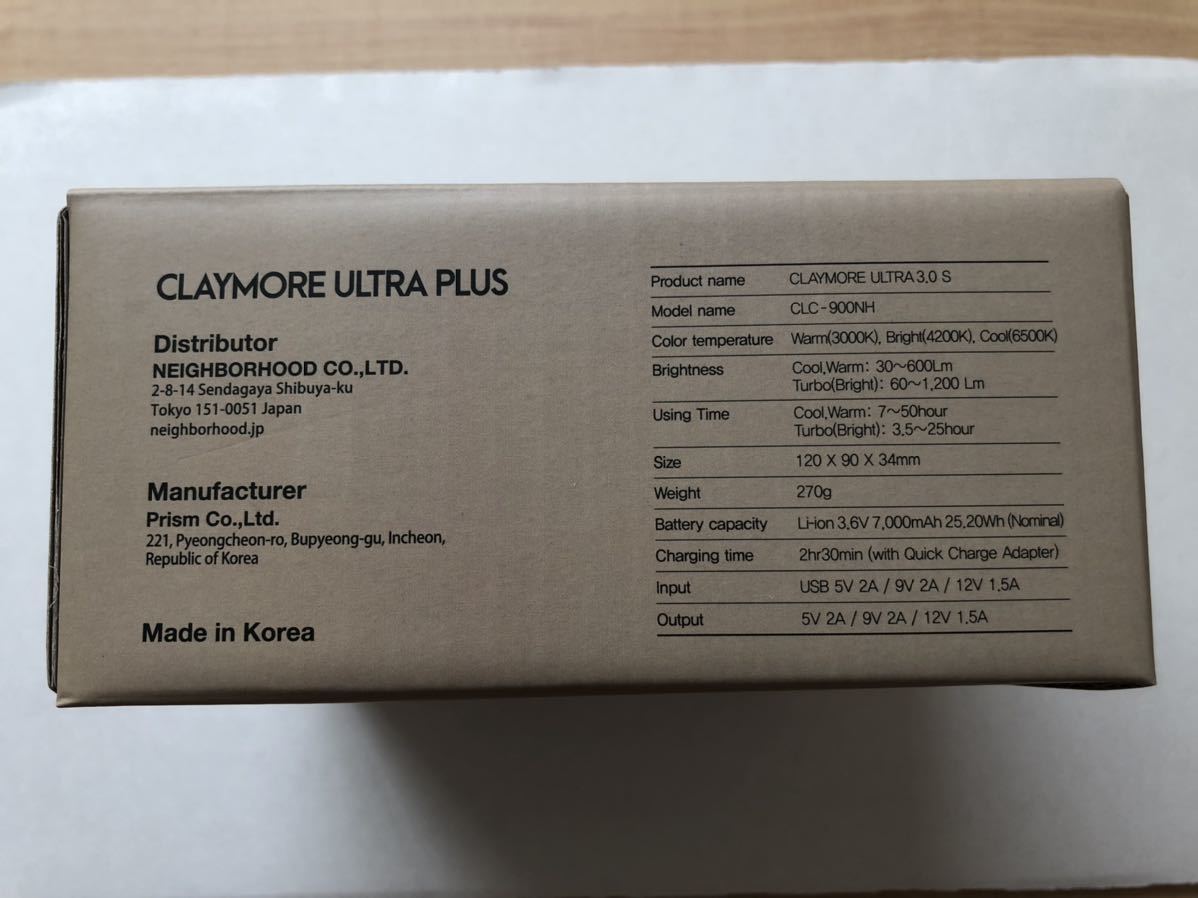 CLAYMORE ULTRA PLUS
Distributor
NEIGHBORHOOD CO.,LTD.
2-8-14 Sendagaya Shibuya-ku
Tokyo 151-0051 Japan
neighborhood.jp
Manufacturer
Prism Co.,Ltd.
221, Pyeongcheon-ro, Bupyeong-gu, Incheon,
Republic of Korea
Made in Korea
Product name CLAYMORE ULTRA 3.0 S
Model name CLC-900NH
Color temperature Warm(3000K), Bright(4200K), Cool(6500K)
Brightness Cool,Warm: 30~600Lm
Turbo(Bright): 60~1,200 Lm
Using Time Cool,Warm: 7~50hour
Turbo(Bright): 3.5~25hour
Size 120 X 90 X 34mm
Weight 270g
Battery capacity Li-ion 3.6V 7,000mAh 25.20Wh (Nominal)
Charging time 2hr30min (with Quick Charge Adapter)
Input USB 5V 2A / 9V 2A / 12V 1.5A
Output 5V 2A / 9V 2A / 12V 1.5A